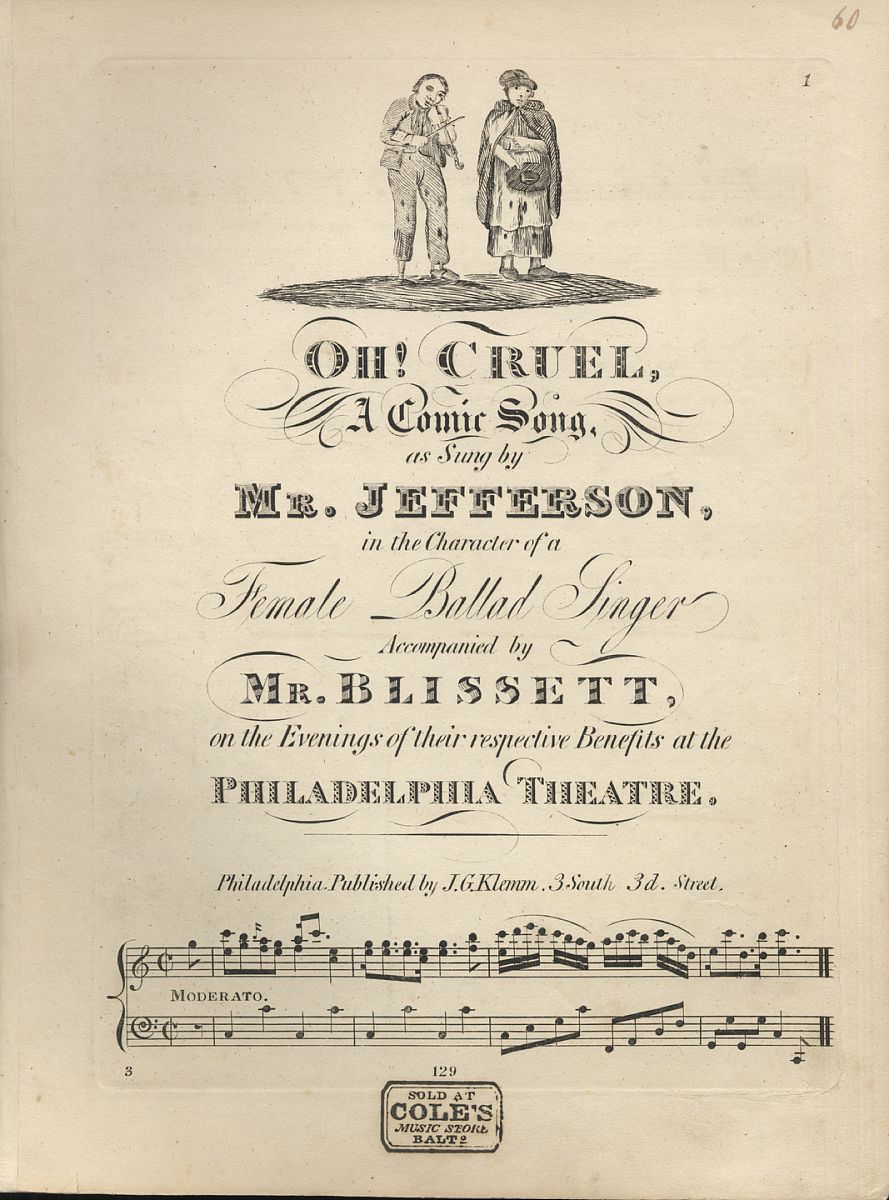 60
1
OH! CRUEL,
A Comic Song,
as Sung by
MR. JEFFERSON,
in the Character of a
Female Ballad Singer
Accompanied by
MR. BLISSETT,
on the Evenings of their respective Benefits at the
PHILADELPHIA THEATRE.
Philadelphia. Published by J.G.Klemm. 3 South 3d. Street.
MODERATO.
3 129
SOLD AT
COLE'S
MUSIC STORE
BALTo